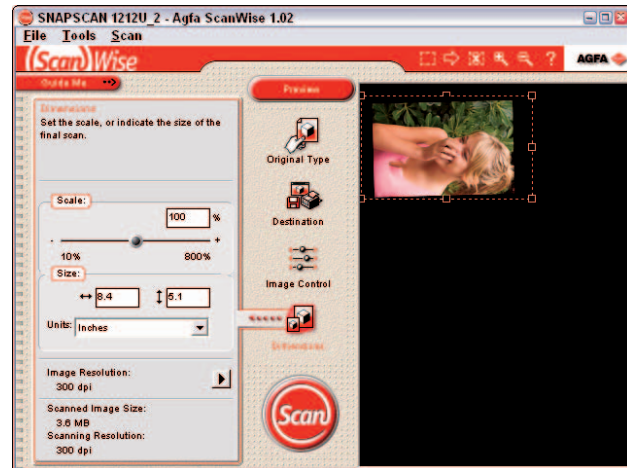 SNAPSCAN 1212U_2 - Agfa ScanWise 1.02
File Tools Scan
(Scan)Wise
? AGFA
Guide Me
Dimensions
Set the scale, or indicate the size of the
final scan.
Scale:
100 %
- +
10% 800%
Size:
8.4 5.1
Units: Inches
Image Resolution:
300 dpi
Scanned Image Size:
3.6 MB
Scanning Resolution:
300 dpi
Preview
Original Type
Destination
Image Control
Dimensions
Scan